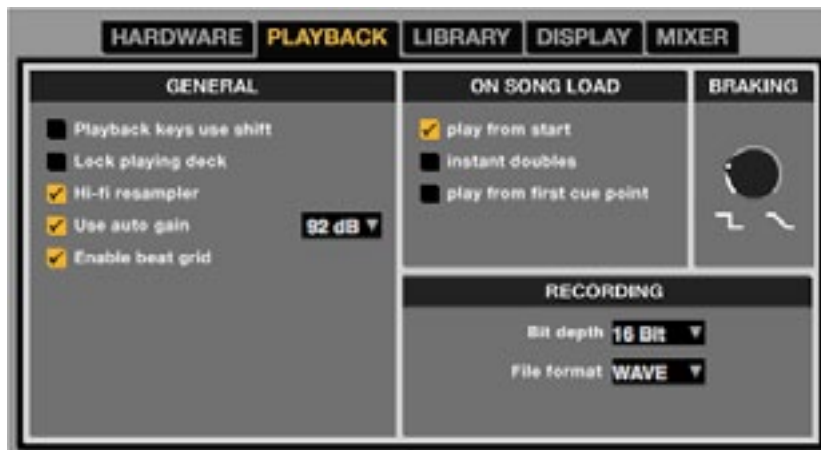 HARDWARE PLAYBACK LIBRARY DISPLAY MIXER
GENERAL
Playback keys use shift
Lock playing deck
Hi-fi resampler
Use auto gain 92 dB
Enable beat grid
ON SONG LOAD
play from start
instant doubles
play from first cue point
BRAKING
RECORDING
Bit depth 16 Bit
File format WAVE